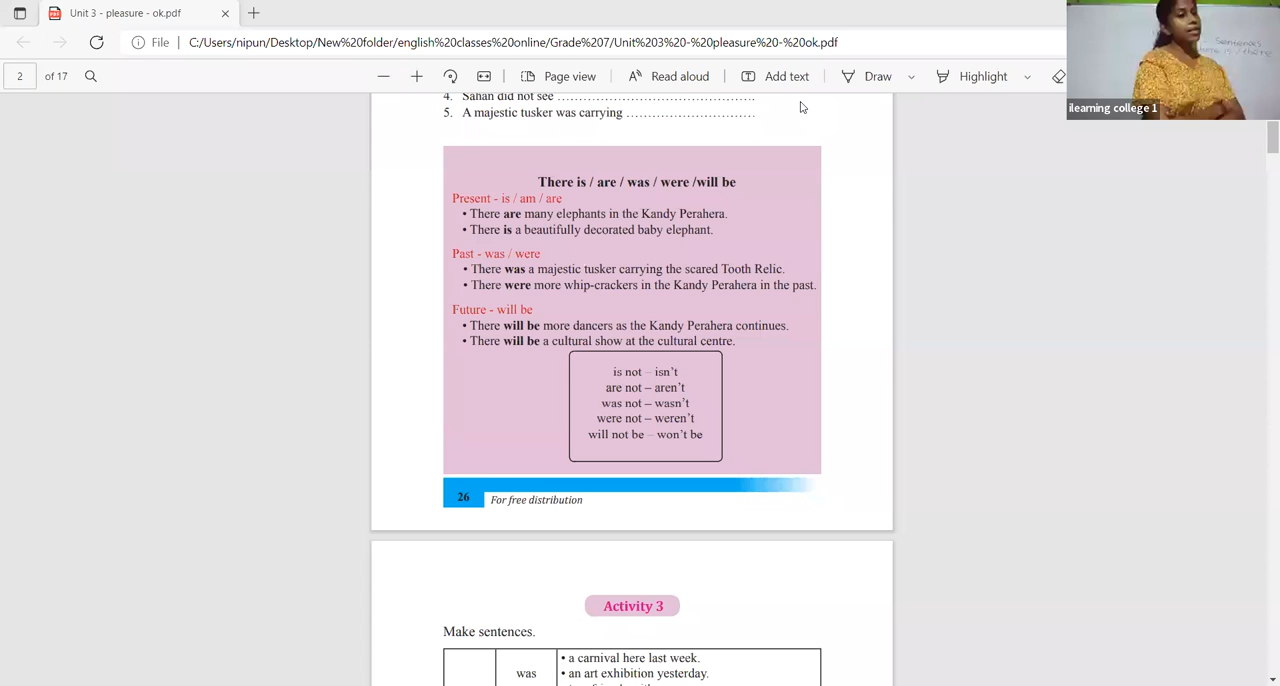 Unit 3 - pleasure - ok.pdf
File
C:/Users/nipun/Desktop/New%20folder/english%20classes%20online/Grade%207/Unit%203%20-%20pleasure%20-%20ok.pdf
2 of 17
Page view
Read aloud
Add text
Draw
Highlight
Sentences
ilearning college 1
4. Sahan did not see ................................................
5. A majestic tusker was carrying ................................
There is / are / was / were /will be
Present - is / am / are
• There are many elephants in the Kandy Perahera.
• There is a beautifully decorated baby elephant.
Past - was / were
• There was a majestic tusker carrying the scared Tooth Relic.
• There were more whip-crackers in the Kandy Perahera in the past.
Future - will be
• There will be more dancers as the Kandy Perahera continues.
• There will be a cultural show at the cultural centre.
is not – isn't
are not – aren't
was not – wasn't
were not – weren't
will not be – won't be
26
For free distribution
Activity 3
Make sentences.
was
• a carnival here last week.
• an art exhibition yesterday.